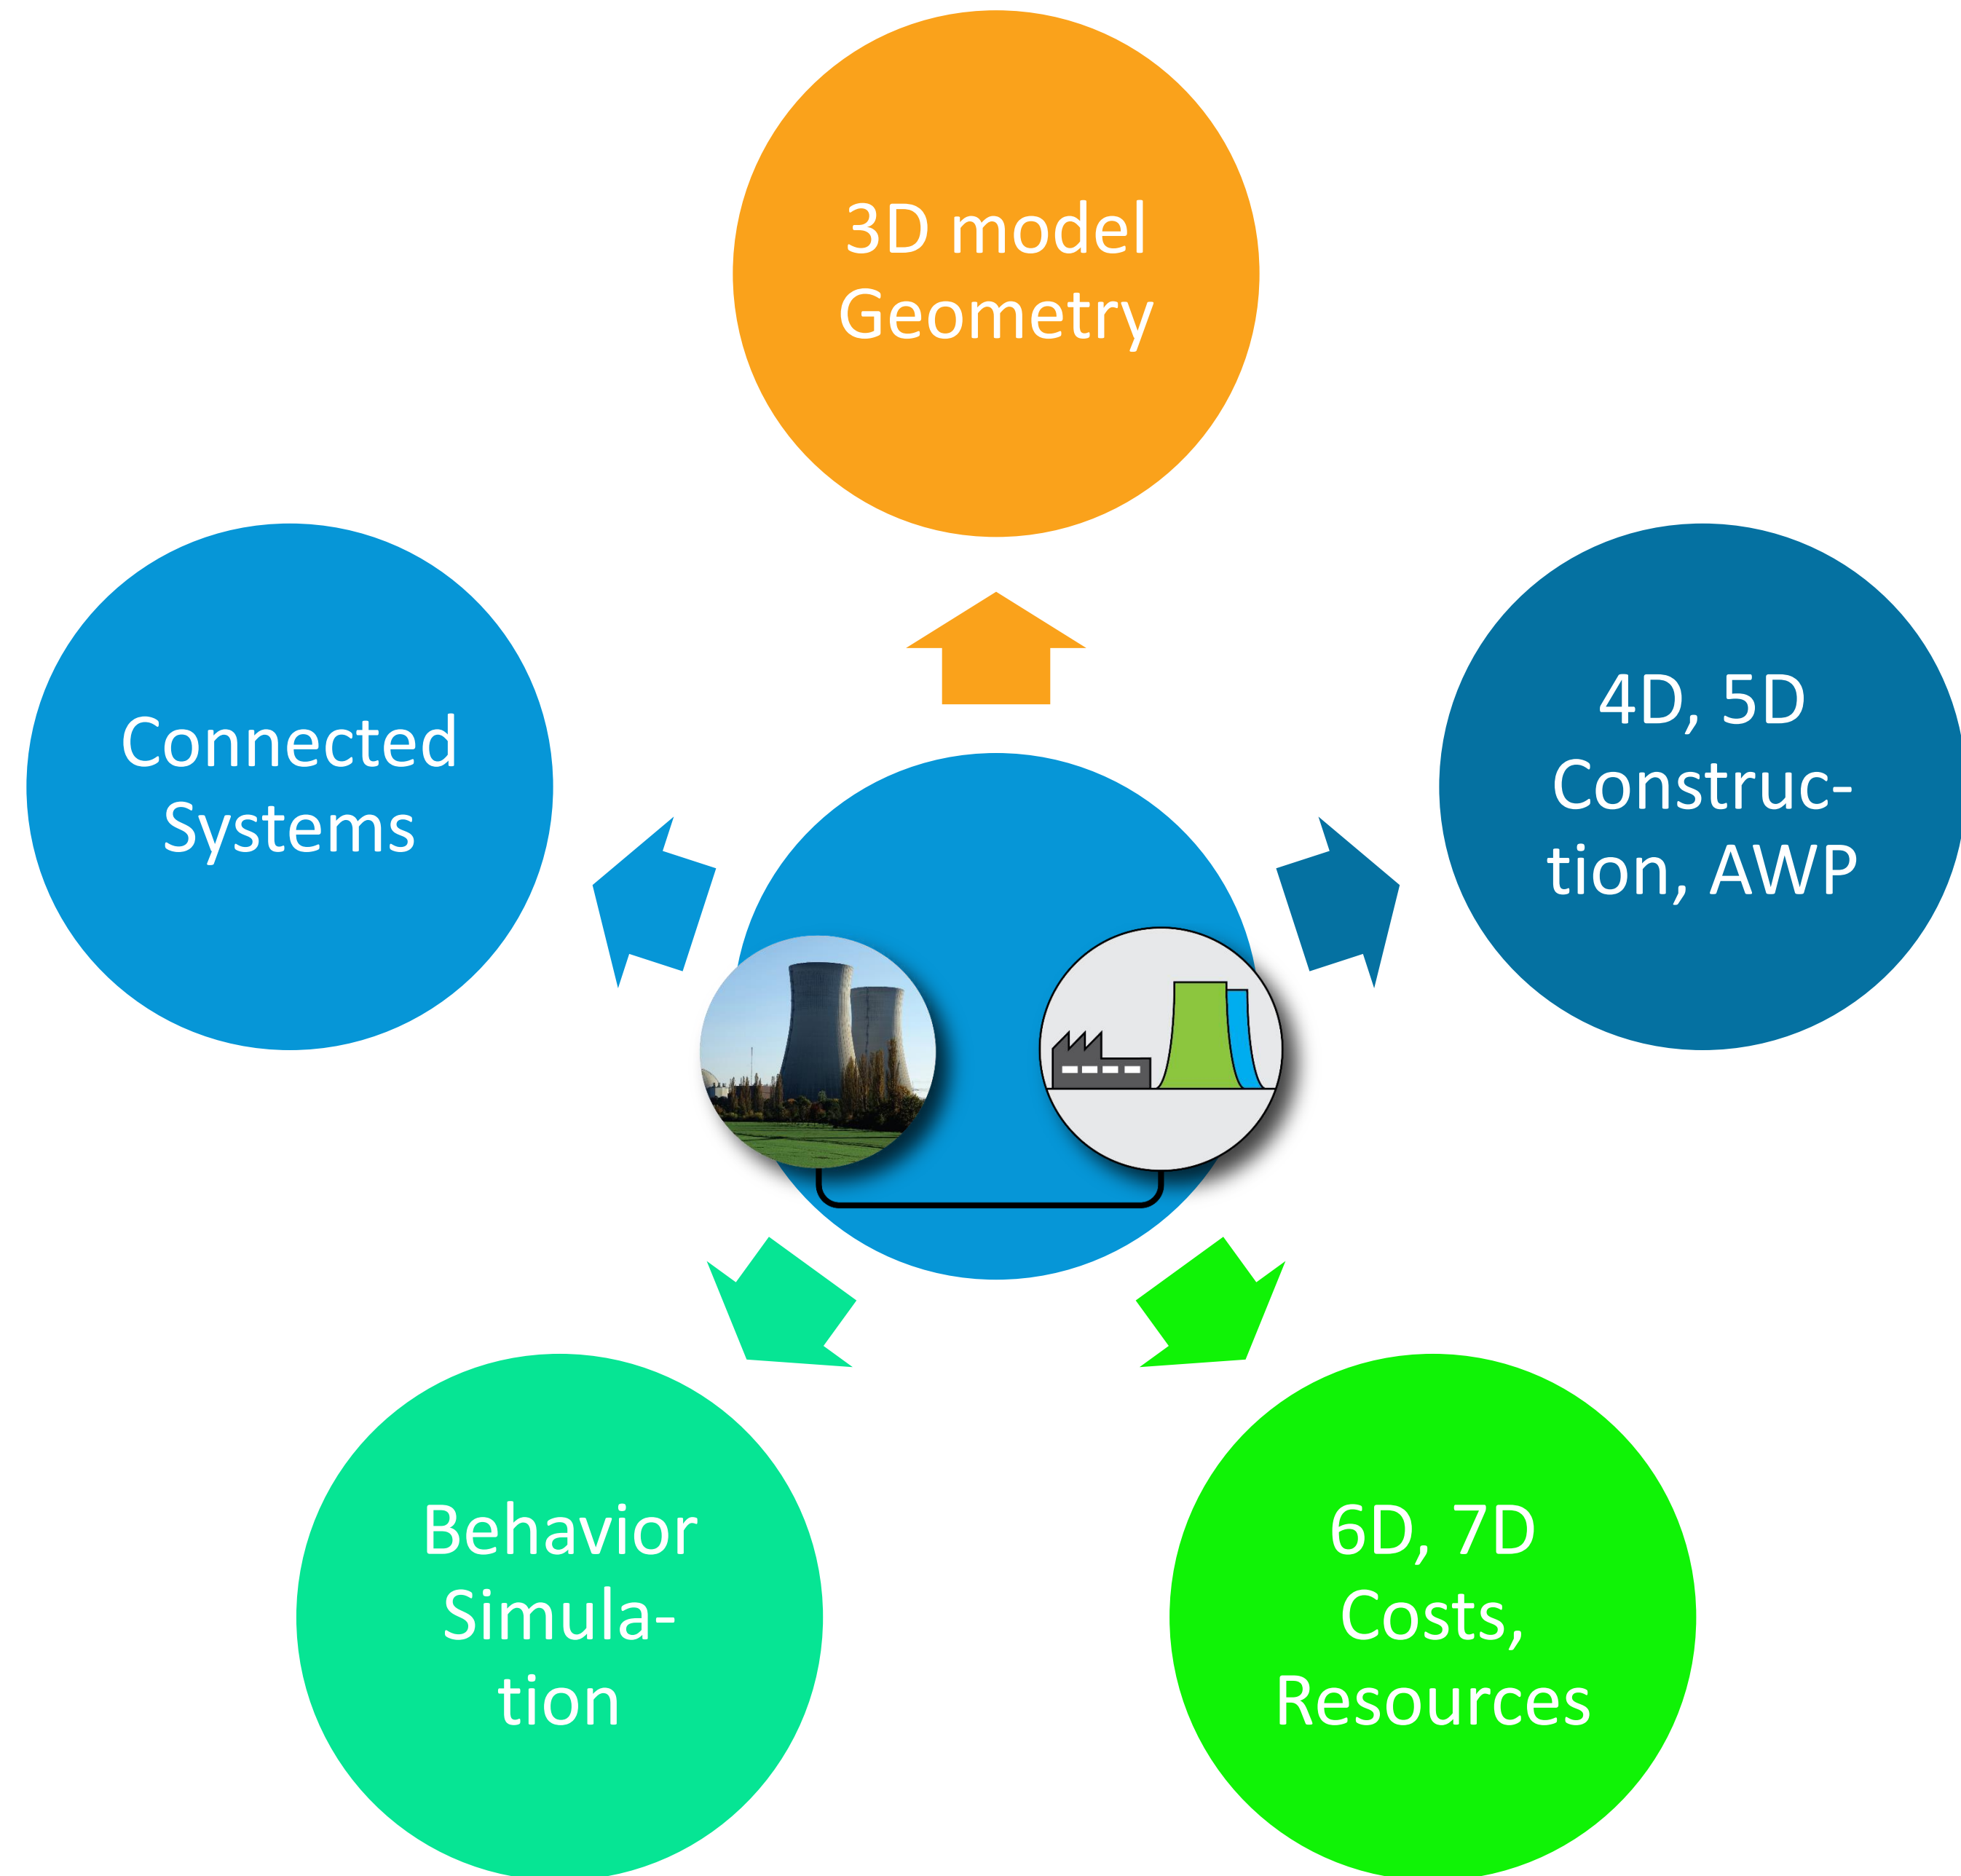 3D model
Geometry
Connected
Systems
4D, 5D
Construc-
tion, AWP
Behavior
Simula-
tion
6D, 7D
Costs,
Resources